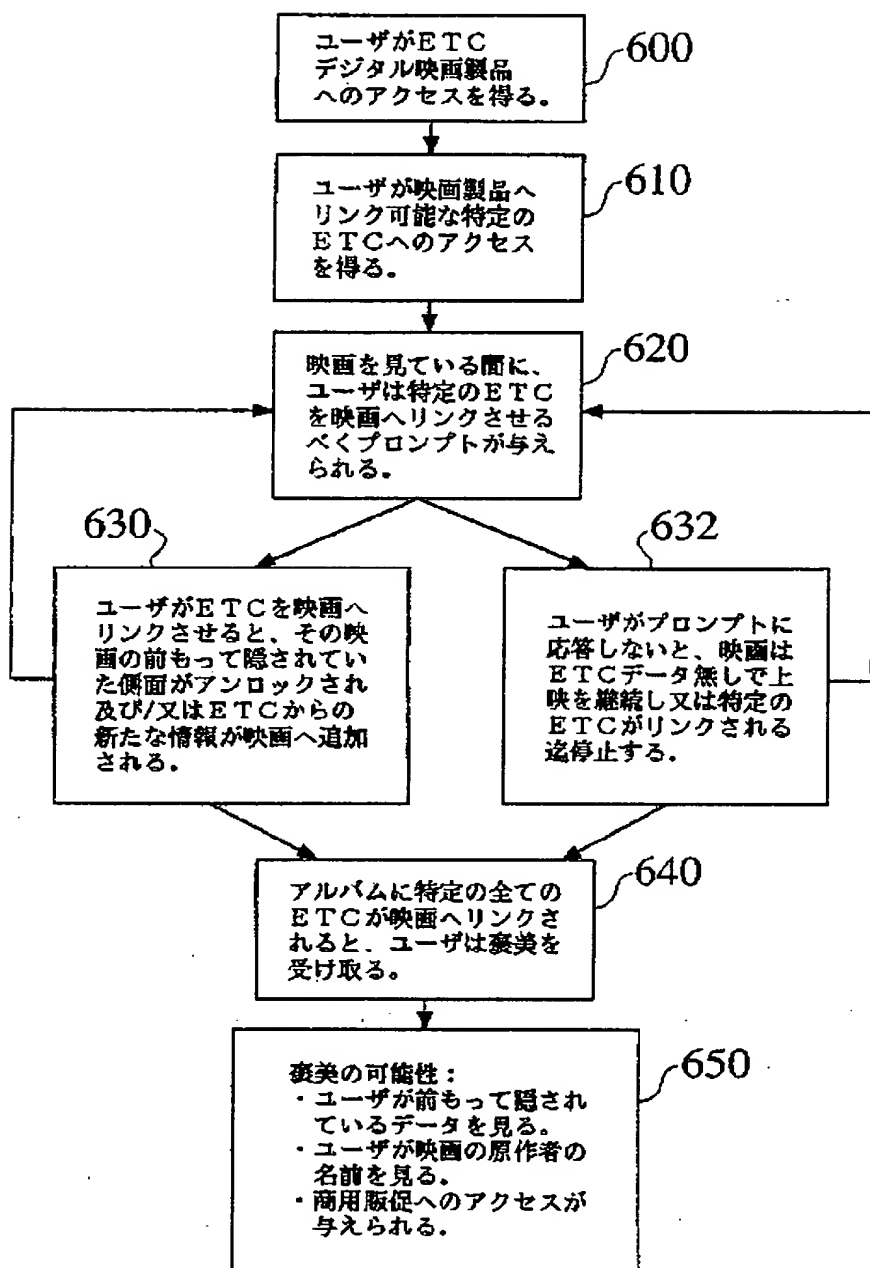 ユーザがETC
デジタル映画製品
へのアクセスを得る。
600
ユーザが映画製品へ
リンク可能な特定の
ETCへのアクセス
を得る。
610
映画を見ている間に、
ユーザは特定のETC
を映画へリンクさせる
べくプロンプトが与え
られる。
620
630
ユーザがETCを映画へ
リンクさせると、その映
画の前もって隠されてい
た側面がアンロックされ
及び/又はETCからの
新たな情報が映画へ追加
される。
632
ユーザがプロンプトに
応答しないと、映画は
ETCデータ無しで上
映を継続し又は特定の
ETCがリンクされる
迄停止する。
640
アルバムに特定の全ての
ETCが映画へリンクさ
れると、ユーザは褒美を
受け取る。
650
褒美の可能性:
・ユーザが前もって隠され
ているデータを見る。
・ユーザが映画の原作者の
名前を見る。
・商用販促へのアクセスが
与えられる。